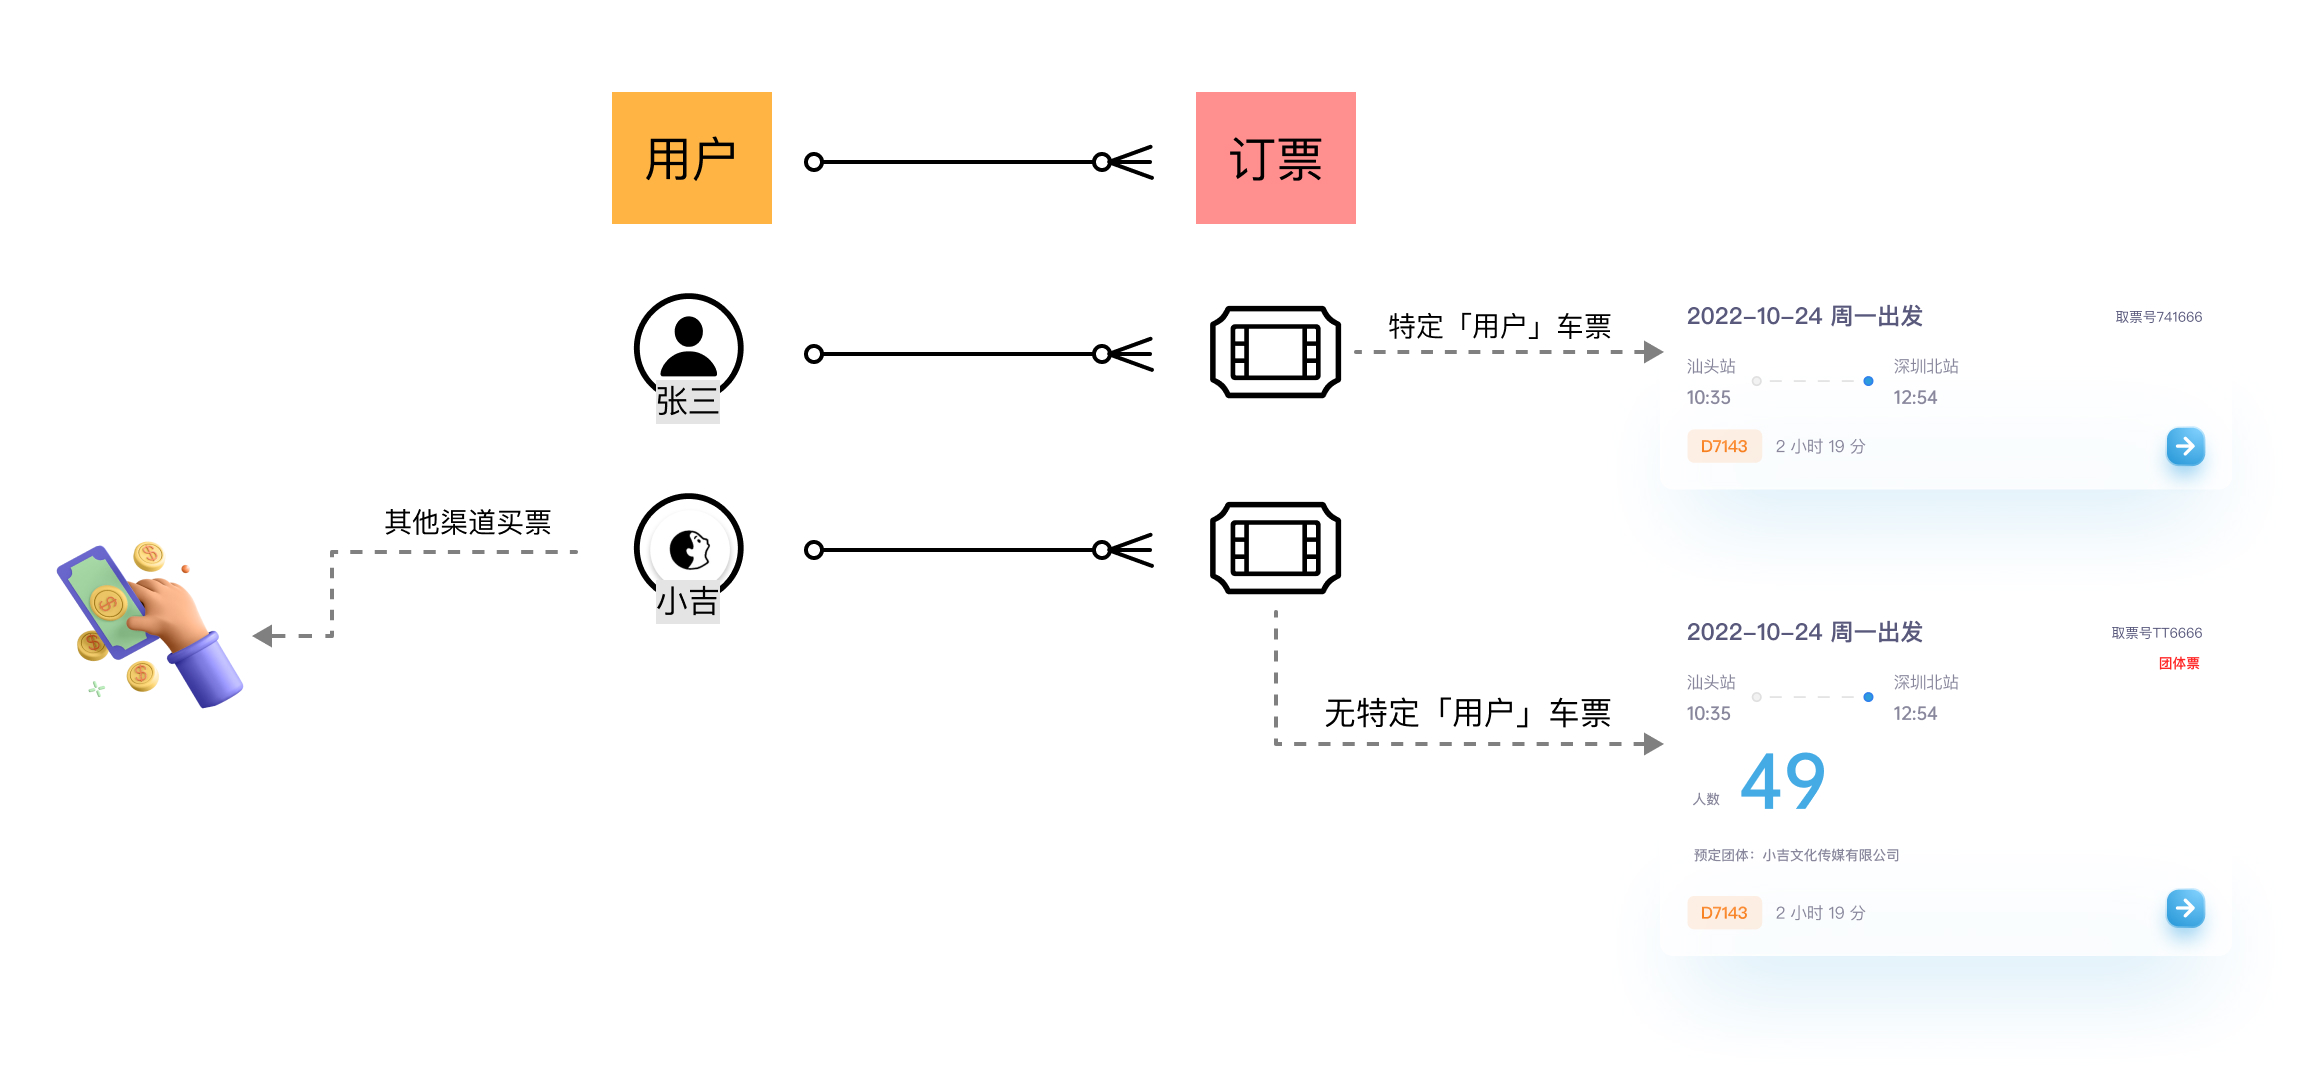 用户
订票
张三
特定「用户」车票
2022-10-24 周一出发
取票号741666
汕头站
深圳北站
10:35
12:54
D7143
2 小时 19 分
其他渠道买票
小吉
无特定「用户」车票
2022-10-24 周一出发
取票号TT6666
团体票
汕头站
深圳北站
10:35
12:54
人数
49
预定团体：小吉文化传媒有限公司
D7143
2 小时 19 分